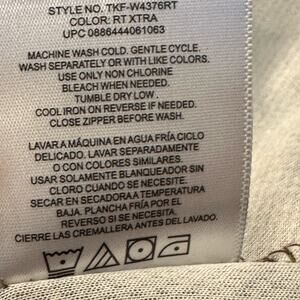 STYLE NO. TKF-W4376RT
COLOR: RT XTRA
UPC 0886444061063
MACHINE WASH COLD. GENTLE CYCLE.
WASH SEPARATELY OR WITH LIKE COLORS.
USE ONLY NON CHLORINE
BLEACH WHEN NEEDED.
TUMBLE DRY LOW.
COOL IRON ON REVERSE IF NEEDED.
CLOSE ZIPPER BEFORE WASH.
LAVAR A MÁQUINA EN AGUA FRÍA CICLO
DELICADO. LAVAR SEPARADAMENTE
O CON COLORES SIMILARES.
USAR SOLAMENTE BLANQUEADOR SIN
CLORO CUANDO SE NECESITA.
SECAR EN SECADORA A TEMPERATURA
BAJA. PLANCHA FRÍA POR EL
REVERSO SI SE NECESITA.
CIERRE LAS CREMALLERA ANTES DEL LAVADO.